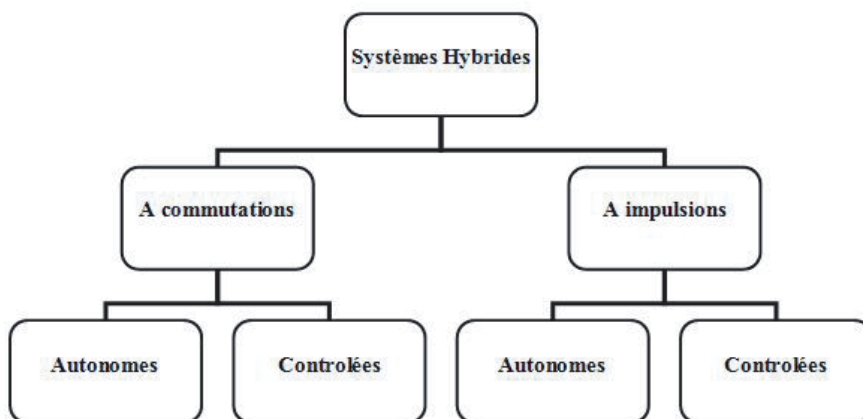 Systèmes Hybrides
A commutations
A impulsions
Autonomes
Controlées
Autonomes
Controlées